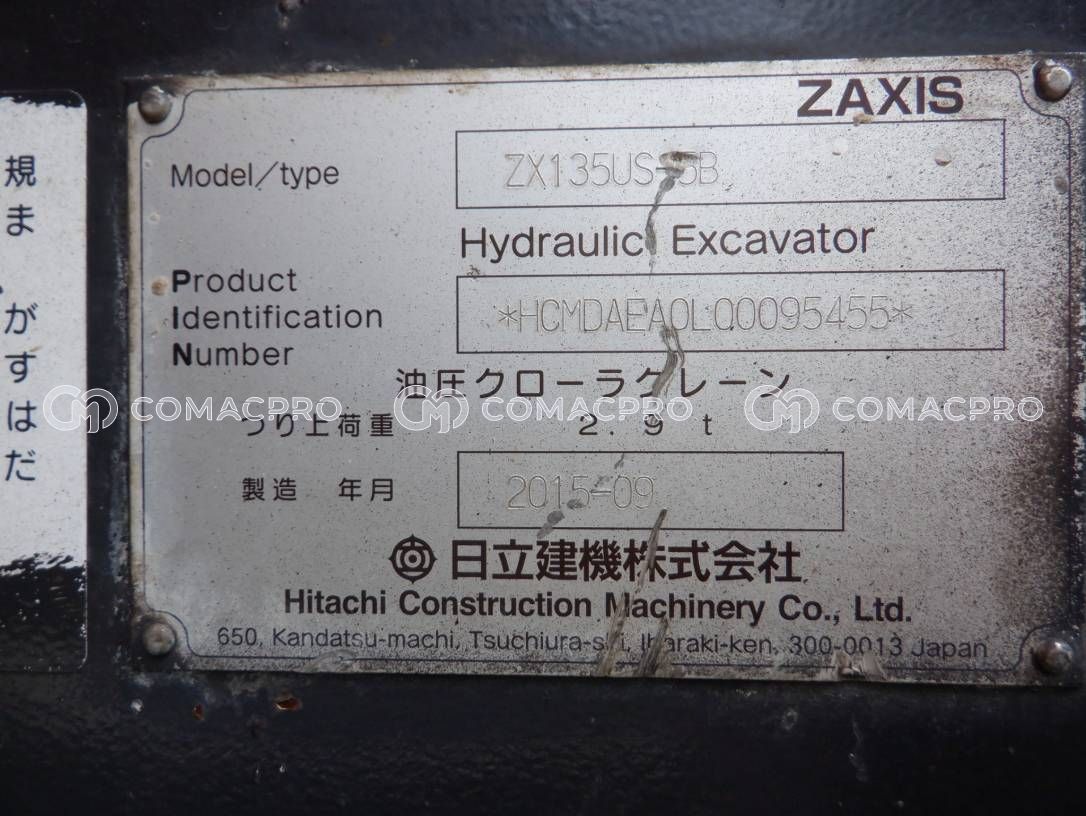 ZAXIS
Model/type ZX135US-5B
Hydraulic Excavator
Product
Identification
Number
*HCMDAEA0L00095455*
油圧クローラクレーン
つり上荷重 2.9 t
製造 年月 2015-09
日立建機株式会社
Hitachi Construction Machinery Co., Ltd.
650, Kandatsu-machi, Tsuchiura-shi, Ibaraki-ken, 300-0013 Japan
規
ま
がす
はだ
COMACPRO COMACPRO COMACPRO